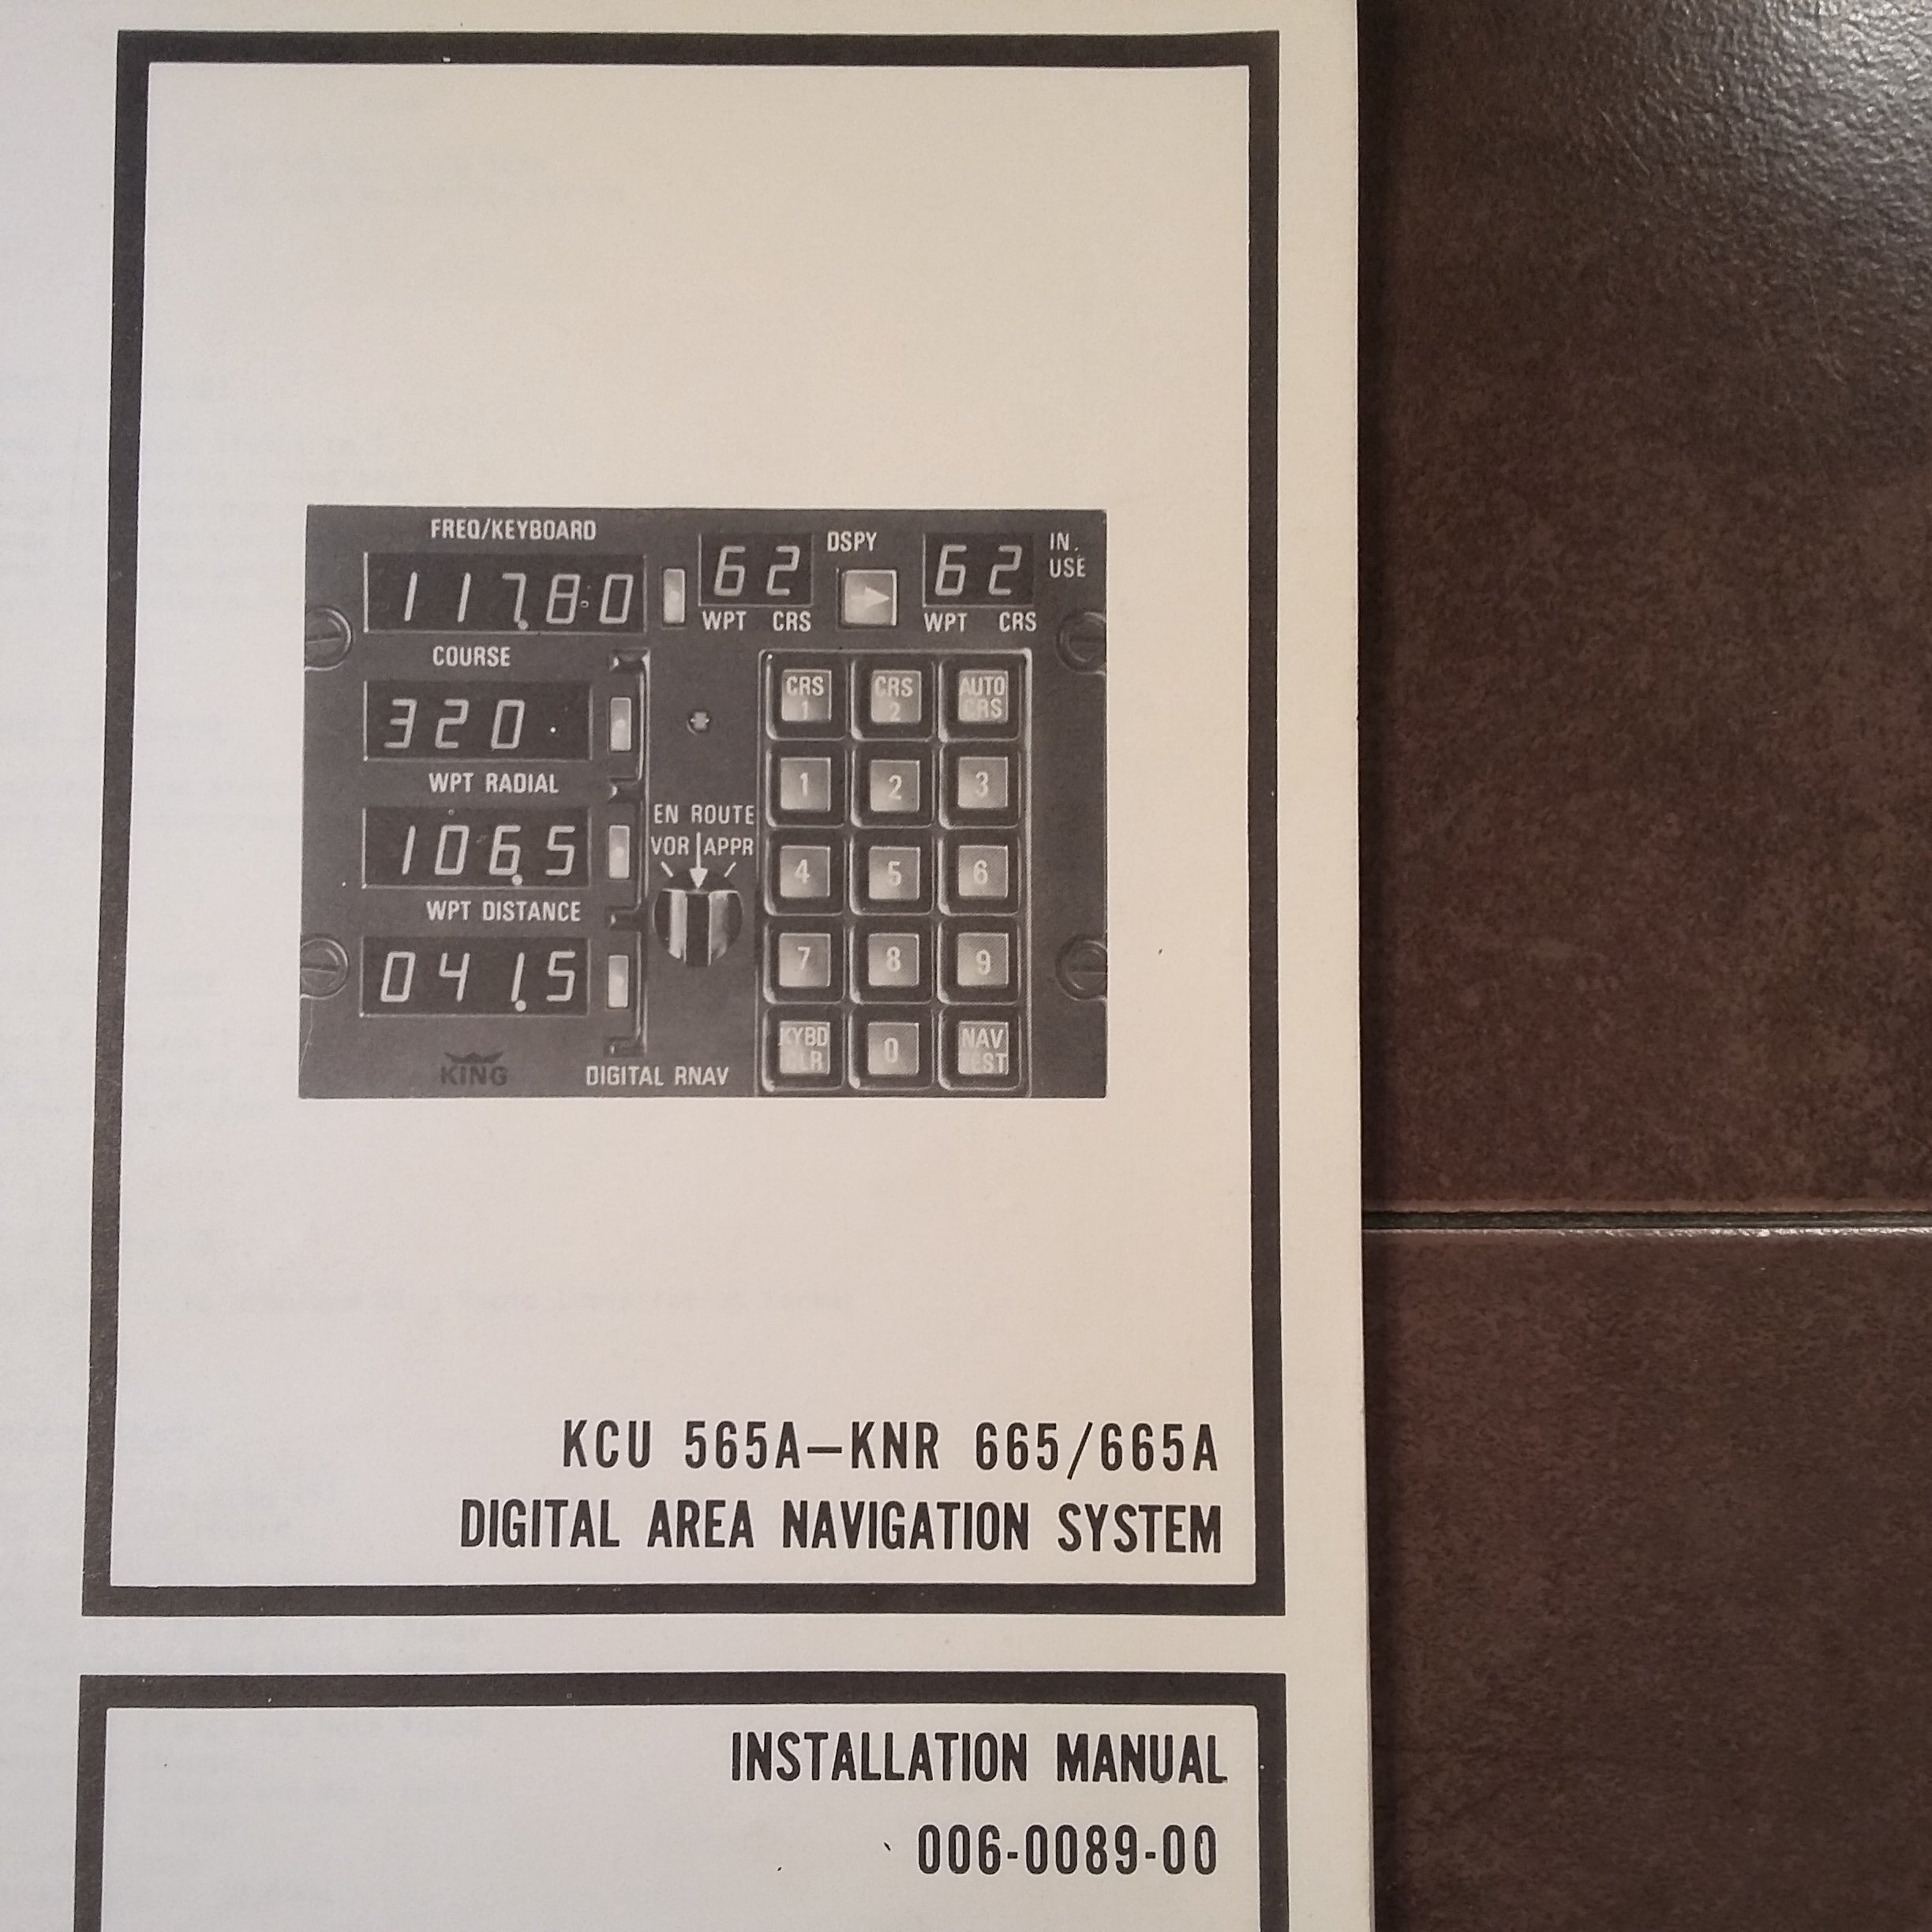 FREQ/KEYBOARD
117.80
62
DSPY
62
IN.
USE
WPT CRS
WPT CRS
COURSE
320.
WPT RADIAL
106.5
WPT DISTANCE
041.5
EN ROUTE
VOR APPR
CRS 1
CRS 2
AUTO CRS
1 2 3
4 5 6
7 8 9
KYBD CLR
0
NAV TEST
KING
DIGITAL RNAV
KCU 565A—KNR 665/665A
DIGITAL AREA NAVIGATION SYSTEM
INSTALLATION MANUAL
006-0089-00